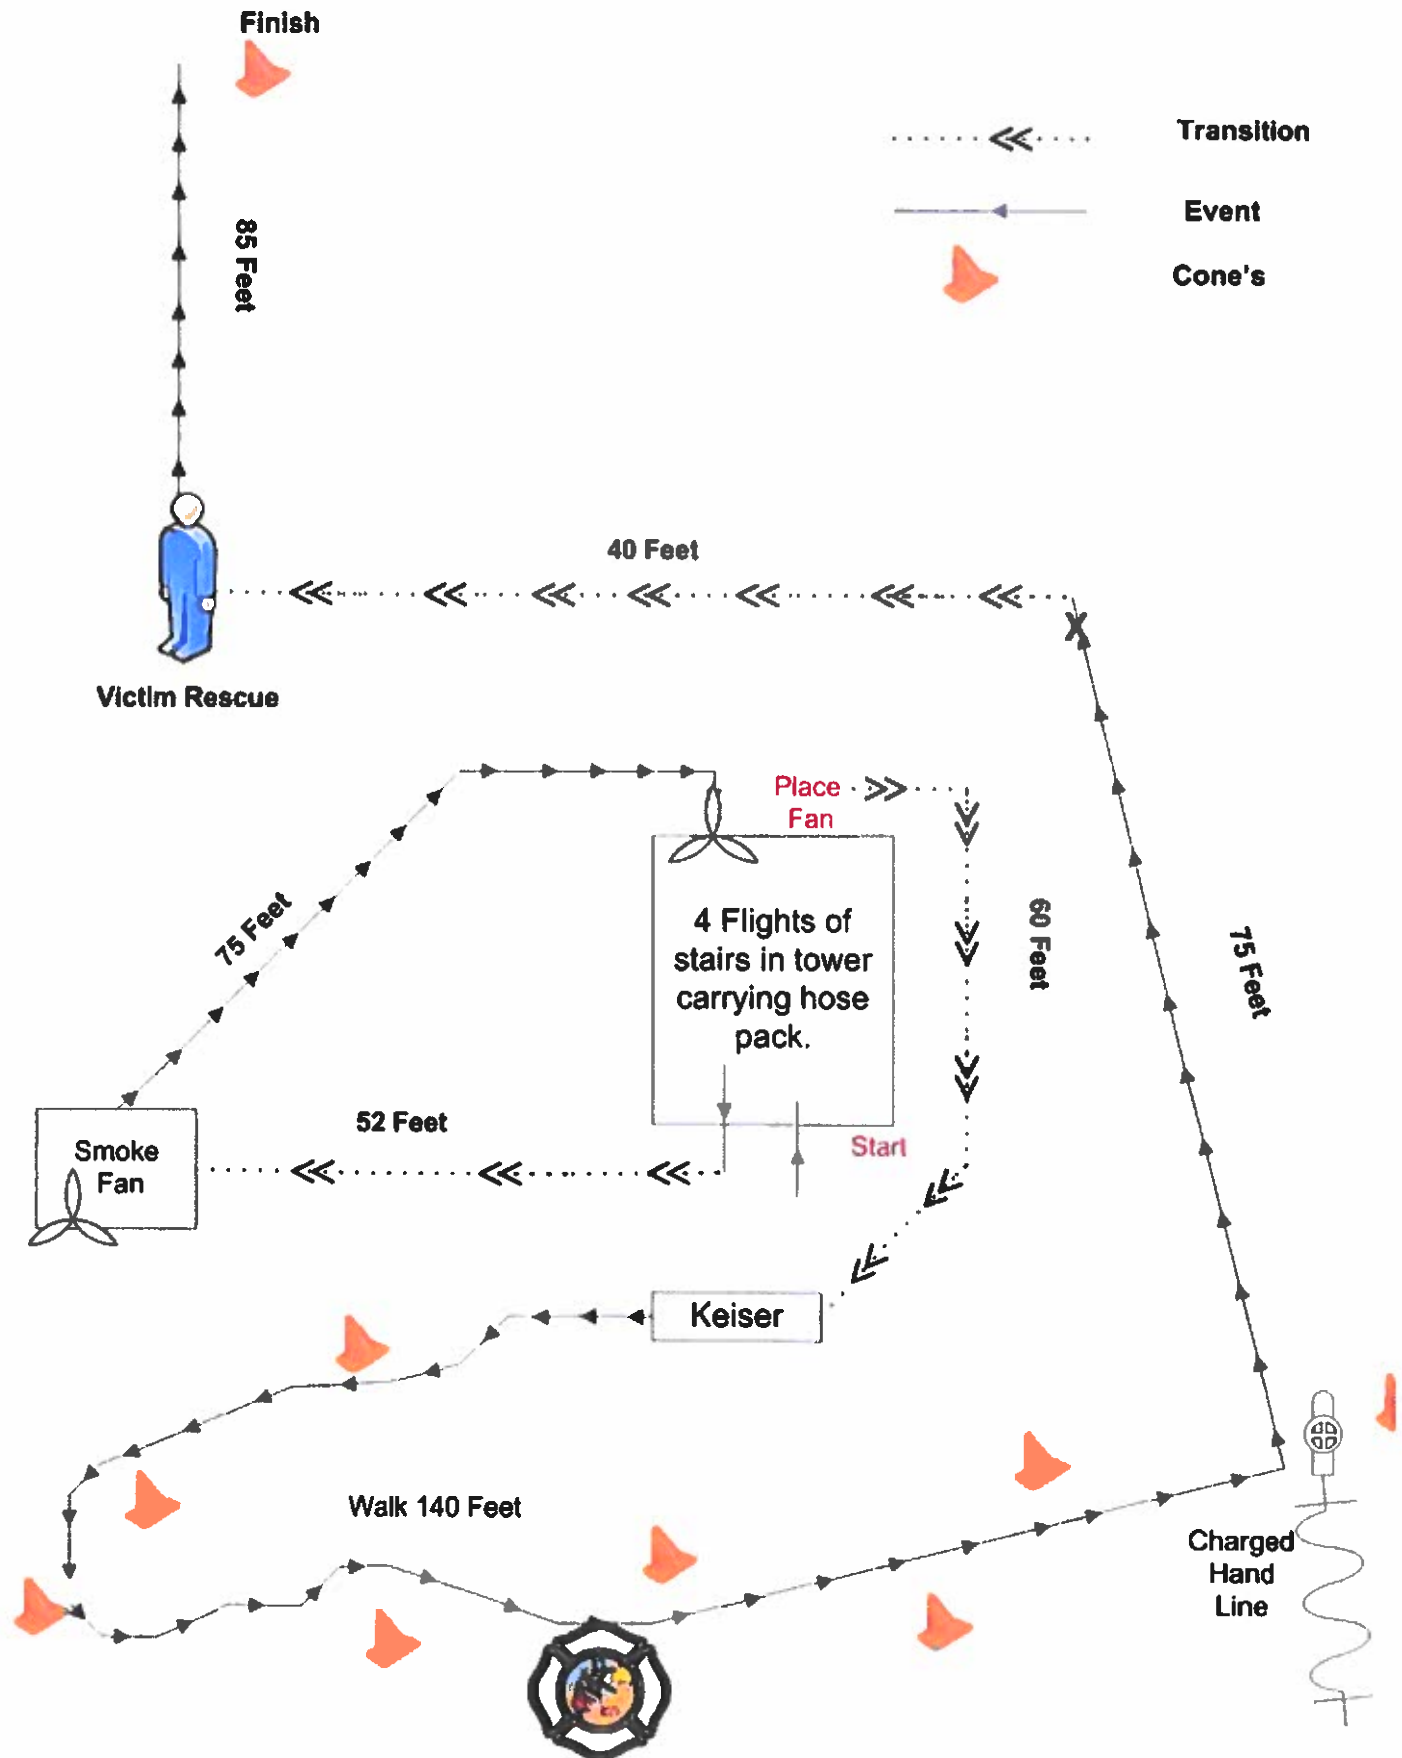 Finish
Transition
Event
Cone's
85 Feet
40 Feet
Victim Rescue
Place
Fan
75 Feet
4 Flights of
stairs in tower
carrying hose
pack.
60 Feet
75 Feet
52 Feet
Start
Smoke
Fan
Keiser
Walk 140 Feet
Charged
Hand
Line
X